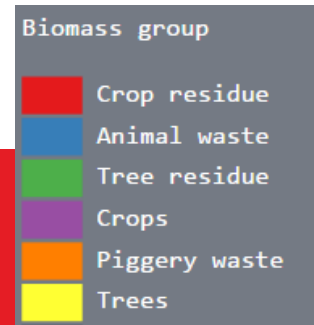 Biomass group
Crop residue
Animal waste
Tree residue
Crops
Piggery waste
Trees